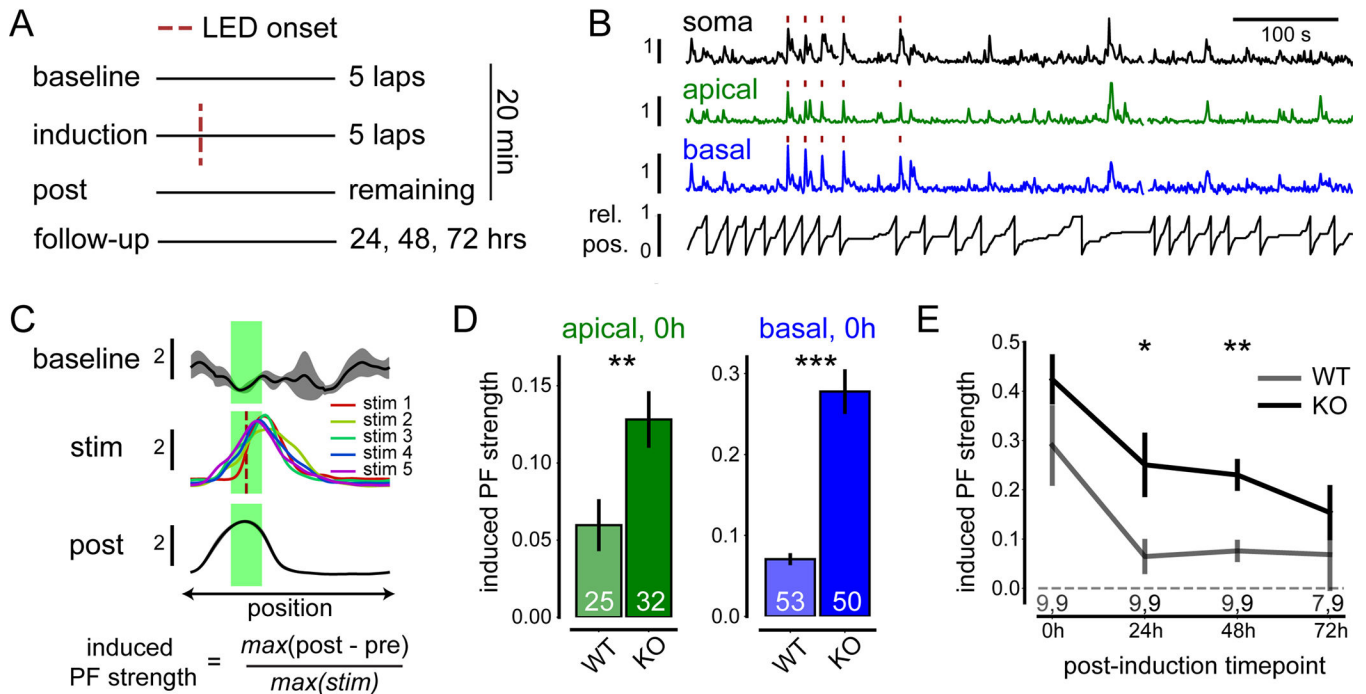 A
LED onset
baseline 5 laps
induction 5 laps
post remaining
follow-up 24, 48, 72 hrs
20 min
B
soma
100 s
1
apical
1
basal
1
rel. 1
pos. 0
C
baseline 2
stim 2
stim 1
stim 2
stim 3
stim 4
stim 5
post 2
position
induced PF strength = max(post - pre)
max(stim)
D
apical, 0h
**
induced PF strength
0.15
0.10
0.05
0.00
25 32
WT KO
basal, 0h
***
induced PF strength
0.3
0.2
0.1
0.0
53 50
WT KO
E
* **
WT
KO
induced PF strength
0.5
0.4
0.3
0.2
0.1
0.0
9,9 9,9 9,9 7,9
0h 24h 48h 72h
post-induction timepoint